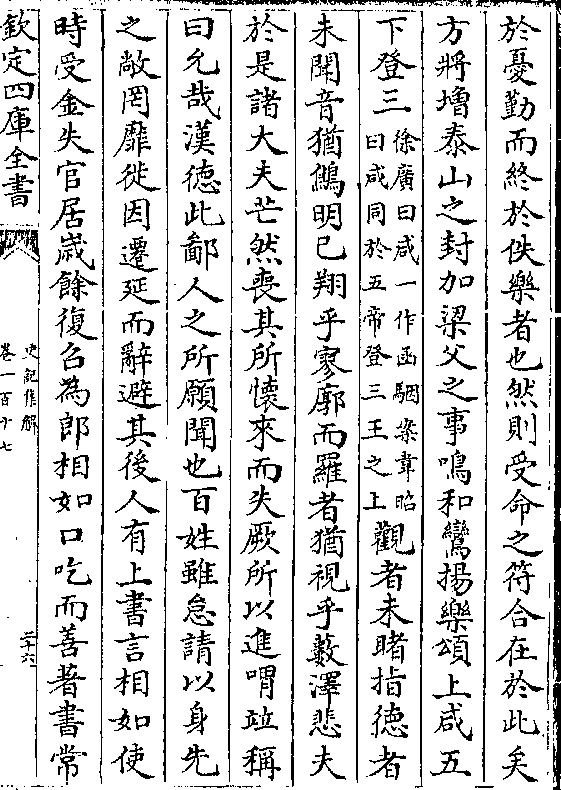 於憂勤而終於佚樂者也然則受命之符合在於此矣
方將增泰山之封加梁父之事鳴和鸞揚樂頌上咸五
下登三徐廣曰咸一作函駰案韋昭
曰咸同於五帝登三王之上觀者未睹指德者
未聞音猶鷦明已翔乎寥廓而羅者猶視乎藪澤悲夫
於是諸大夫芒然喪其所懷來而失厥所以進喟竝稱
曰允哉漢德此鄙人之所願聞也百姓雖怠請以身先
之敞罔靡徙因遷延而辭避其後人有上書言相如使
時受金失官居嵗餘復召為郎相如口吃而善著書常
欽定四庫全書
史記集解
卷一百十七
三十六